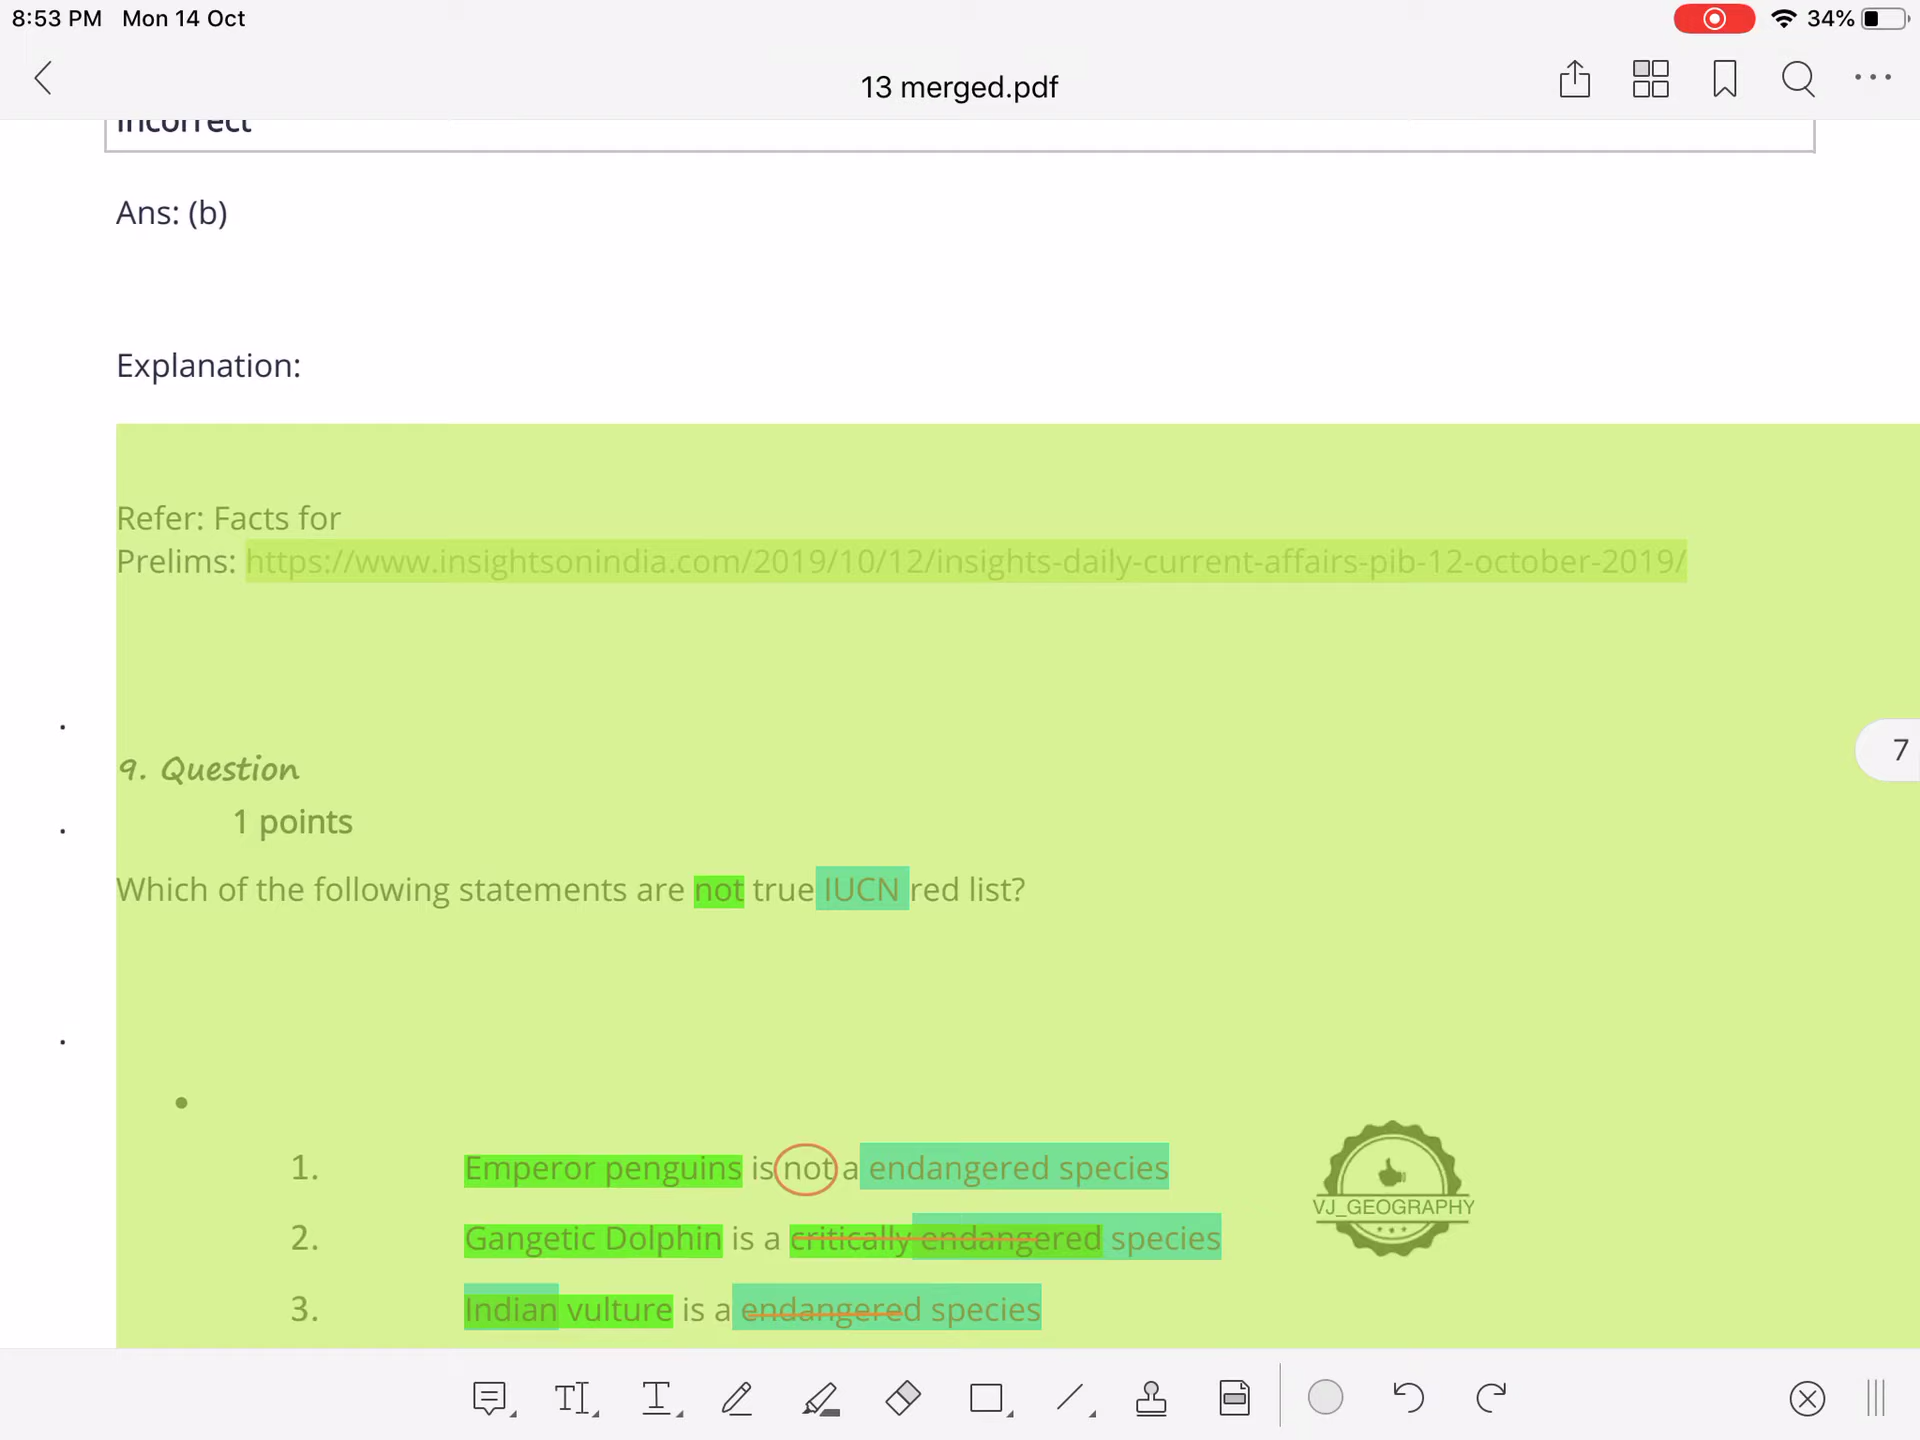 8:53 PM Mon 14 Oct
34%
13 merged.pdf
Incorrect
Ans: (b)
Explanation:
Refer: Facts for
Prelims: https://www.insightsonindia.com/2019/10/12/insights-daily-current-affairs-pib-12-october-2019/
7
9. Question
1 points
Which of the following statements are not true IUCN red list?
1. Emperor penguins is not a endangered species
VJ_GEOGRAPHY
2. Gangetic Dolphin is a critically endangered species
3. Indian vulture is a endangered species